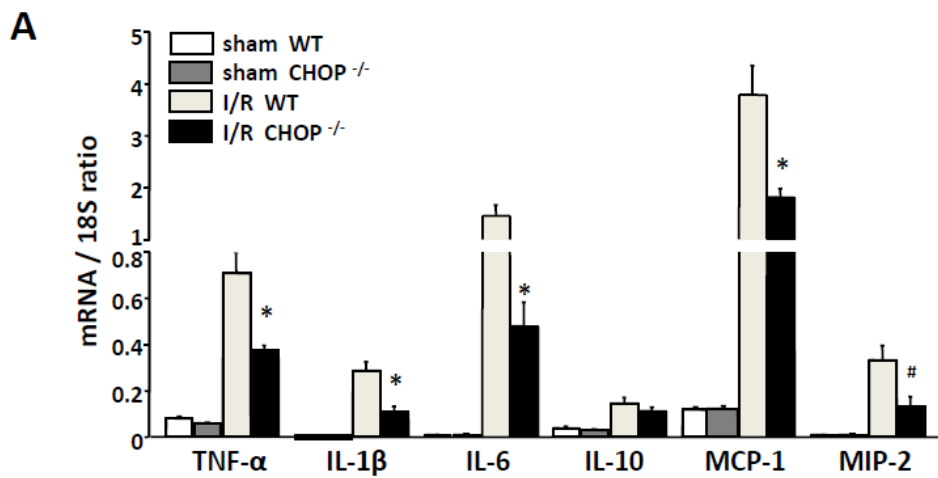 A
mRNA / 18S ratio
5
4
3
2
1
0.8
0.6
0.4
0.2
0
sham WT
sham CHOP -/-
I/R WT
I/R CHOP -/-
*
*
*
*
#
TNF-α IL-1β IL-6 IL-10 MCP-1 MIP-2